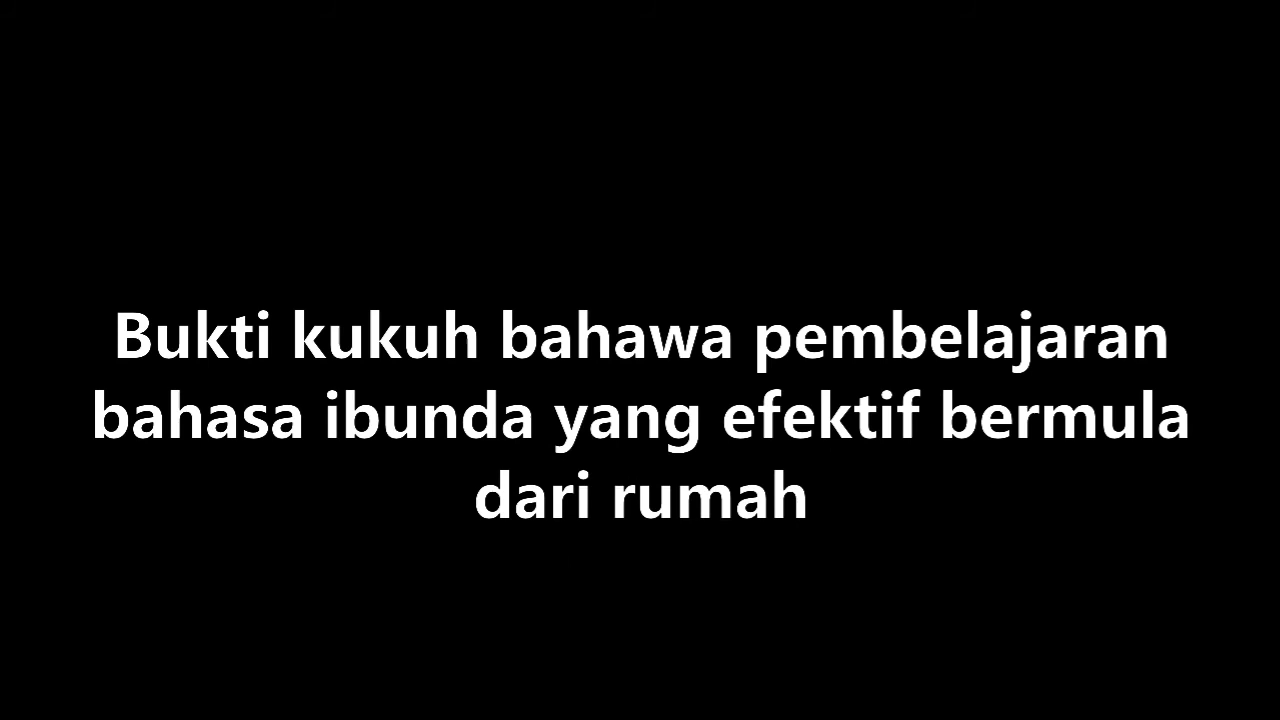 Bukti kukuh bahawa pembelajaran
bahasa ibunda yang efektif bermula
dari rumah